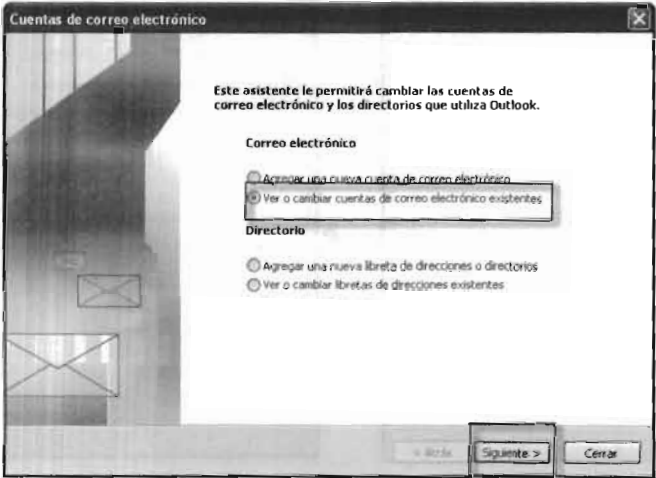 Cuentas de correo electrónico
Este asistente le permitirá cambiar las cuentas de
correo electrónico y los directorios que utiliza Outlook.
Correo electrónico
Agregar una nueva cuenta de correo electrónico
Ver o cambiar cuentas de correo electrónico existentes
Directorio
Agregar una nueva libreta de direcciones o directorios
Ver o cambiar libretas de direcciones existentes
< Atrás
Siguiente >
Cerrar